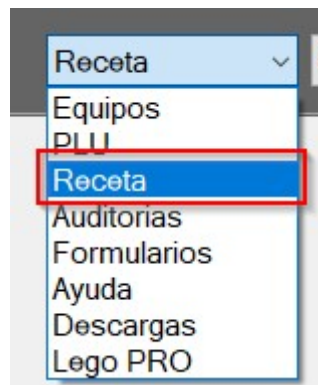 Receta
Equipos
PLU
Receta
Auditorias
Formularios
Ayuda
Descargas
Lego PRO